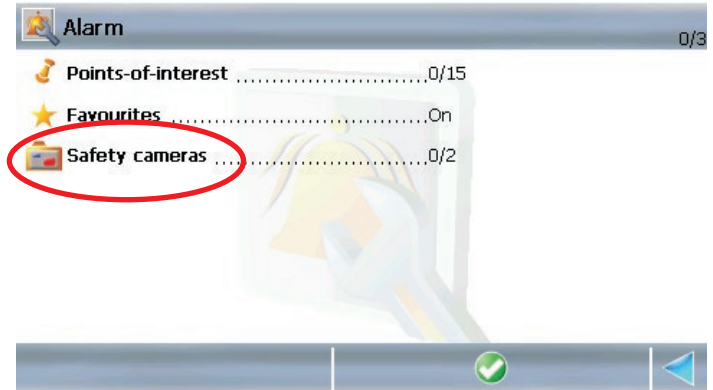 Alarm
0/3
Points-of-interest ............................0/15
Favourites .....................................On
Safety cameras ...............................0/2